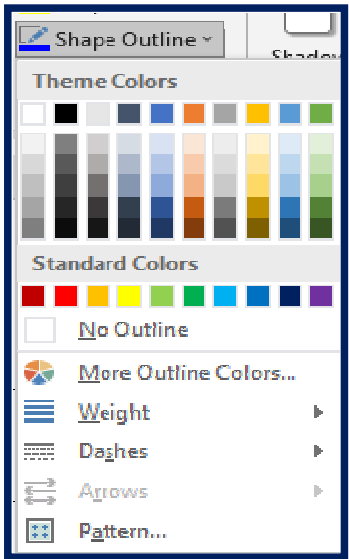 Shape Outline
Shadow
Theme Colors
Standard Colors
No Outline
More Outline Colors...
Weight
Dashes
Arrows
Pattern...